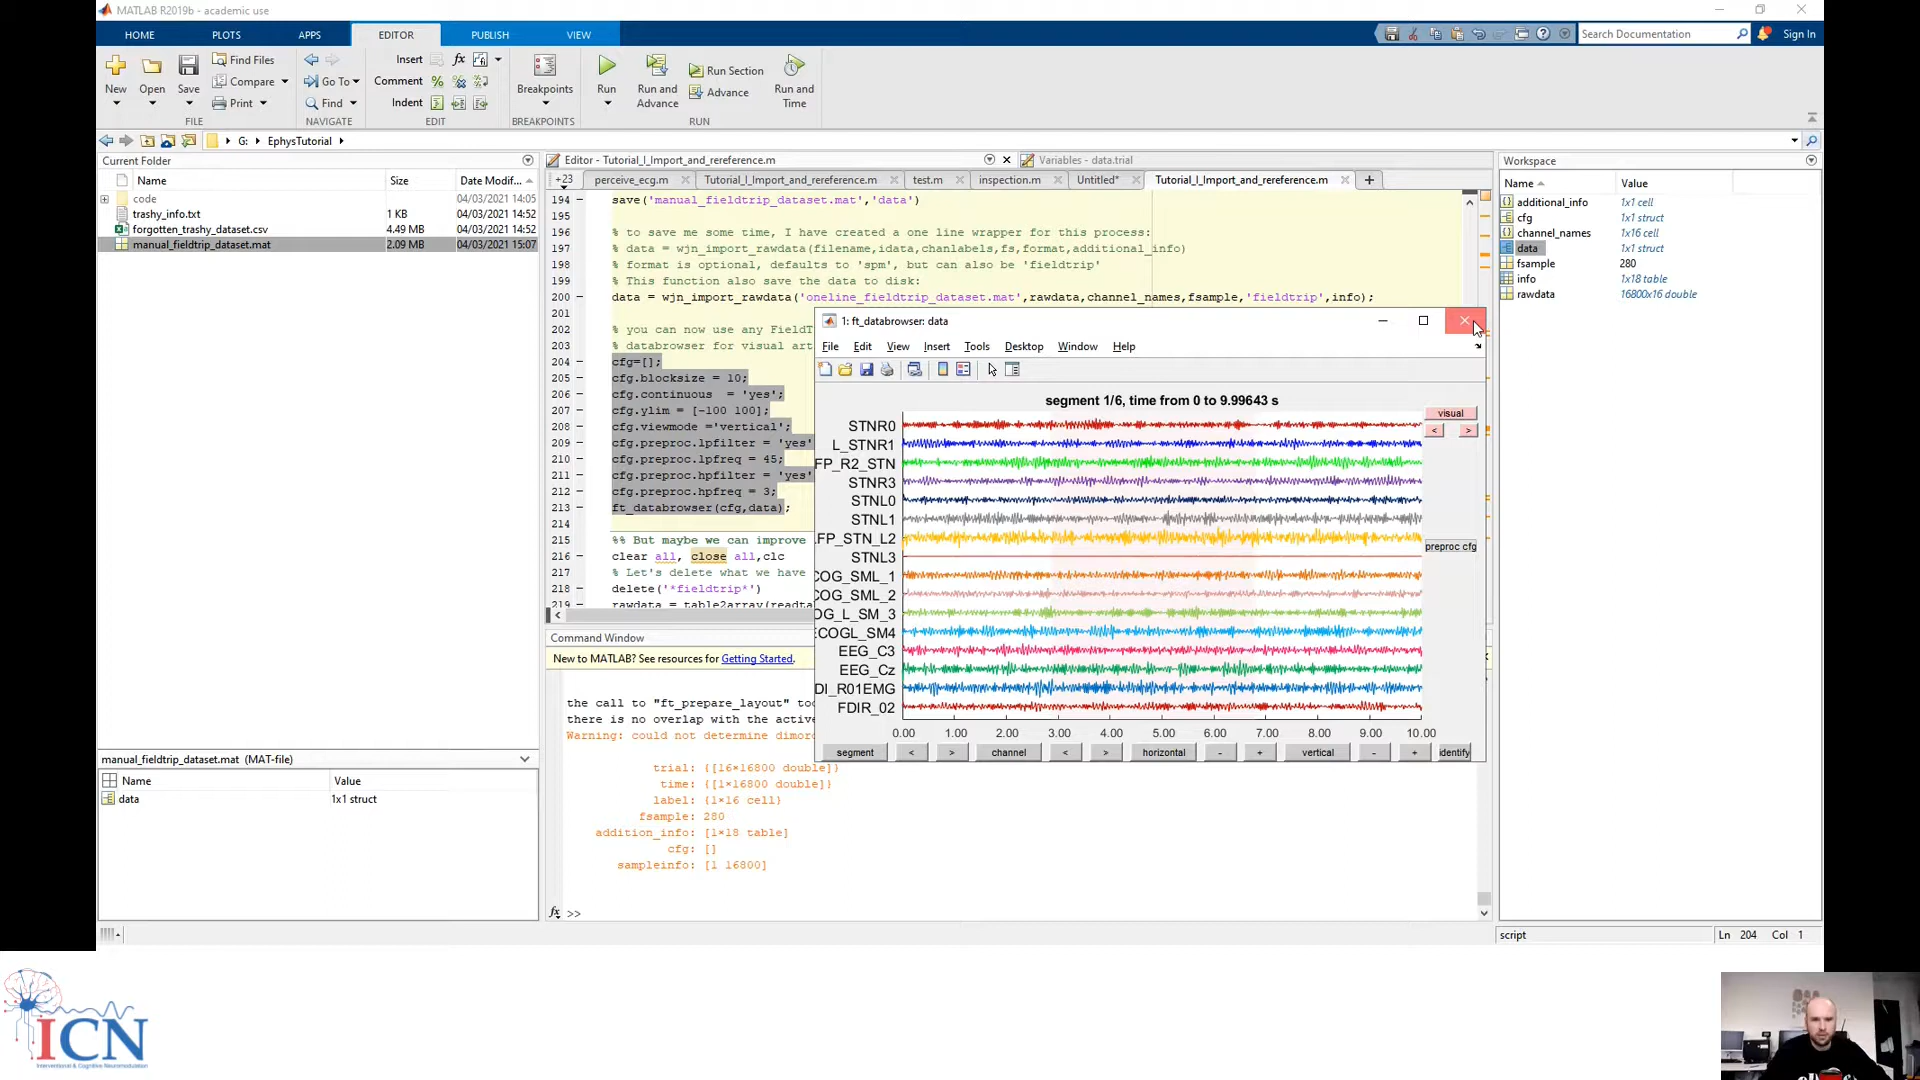 MATLAB R2019b - academic use
HOME PLOTS APPS EDITOR PUBLISH VIEW
Search Documentation Sign In
New Open Save Find Files Compare Print
Go To Find
Insert Comment Indent
Breakpoints Run Run and Advance Run Section Advance Run and Time
FILE NAVIGATE EDIT BREAKPOINTS RUN
G: EphysTutorial
Current Folder
Name Size Date Modif...
code 04/03/2021 14:05
trashy_info.txt 1 KB 04/03/2021 14:52
forgotten_trashy_dataset.csv 4.49 MB 04/03/2021 14:52
manual_fieldtrip_dataset.mat 2.09 MB 04/03/2021 15:07
manual_fieldtrip_dataset.mat (MAT-file)
Name Value
data 1x1 struct
Editor - Tutorial_I_Import_and_rereference.m Variables - data.trial
+23 perceive_ecg.m Tutorial_I_Import_and_rereference.m test.m inspection.m Untitled* Tutorial_I_Import_and_rereference.m
194 save('manual_fieldtrip_dataset.mat','data')
195
196 % to save me some time, I have created a one line wrapper for this process:
197 % data = wjn_import_rawdata(filename,idata,chanlabels,fs,format,additional_info)
198 % format is optional, defaults to 'spm', but can also be 'fieldtrip'
199 % This function also save the data to disk:
200 data = wjn_import_rawdata('oneline_fieldtrip_dataset.mat',rawdata,channel_names,fsample,'fieldtrip',info);
201
202 % you can now use any FieldT
203 % databrowser for visual art
204 cfg=[];
205 cfg.blocksize = 10;
206 cfg.continuous = 'yes';
207 cfg.ylim = [-100 100];
208 cfg.viewmode ='vertical';
209 cfg.preproc.lpfilter = 'yes'
210 cfg.preproc.lpfreq = 45;
211 cfg.preproc.hpfilter = 'yes'
212 cfg.preproc.hpfreq = 3;
213 ft_databrowser(cfg,data);
214
215 %% But maybe we can improve
216 clear all, close all,clc
217 % Let's delete what we have
218 delete('*fieldtrip*')
219 rawdata = table2array(readta
1: ft_databrowser: data
File Edit View Insert Tools Desktop Window Help
segment 1/6, time from 0 to 9.99643 s
STNR0
L_STNR1
FP_R2_STN
STNR3
STNL0
STNL1
FP_STN_L2
STNL3
COG_SML_1
COG_SML_2
OG_L_SM_3
ECOGL_SM4
EEG_C3
EEG_Cz
DI_R01EMG
FDIR_02
0.00 1.00 2.00 3.00 4.00 5.00 6.00 7.00 8.00 9.00 10.00
visual
< >
preproc cfg
segment < > channel < > horizontal - + vertical - + identify
Command Window
New to MATLAB? See resources for Getting Started.
the call to "ft_prepare_layout" too
there is no overlap with the active
Warning: could not determine dimord
trial: {[16×16800 double]}
time: {[1×16800 double]}
label: {1×16 cell}
fsample: 280
addition_info: [1×18 table]
cfg: []
sampleinfo: [1 16800]
fx >>
Workspace
Name Value
additional_info 1x1 cell
cfg 1x1 struct
channel_names 1x16 cell
data 1x1 struct
fsample 280
info 1x18 table
rawdata 16800x16 double
script Ln 204 Col 1
ICN
Interventional & Cognitive Neuromodulation